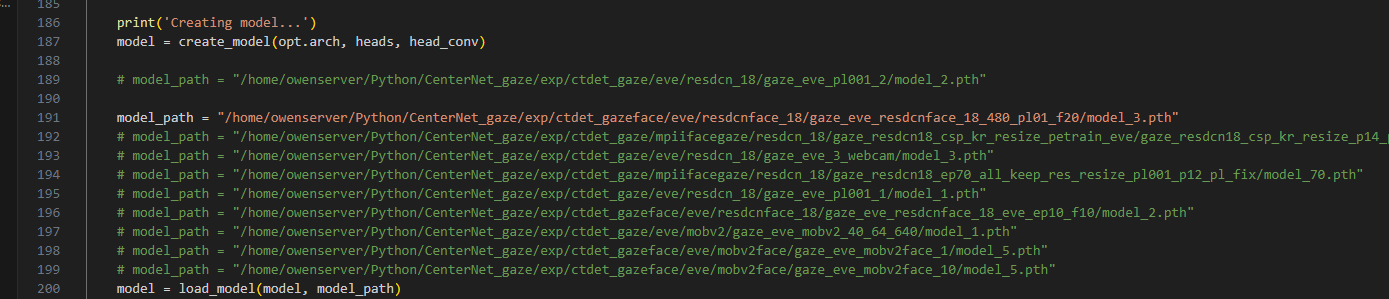 185
186 print('Creating model...')
187 model = create_model(opt.arch, heads, head_conv)
188
189 # model_path = "/home/owenserver/Python/CenterNet_gaze/exp/ctdet_gaze/eve/resdcn_18/gaze_eve_pl001_2/model_2.pth"
190
191 model_path = "/home/owenserver/Python/CenterNet_gaze/exp/ctdet_gazeface/eve/resdcnface_18/gaze_eve_resdcnface_18_480_pl01_f20/model_3.pth"
192 # model_path = "/home/owenserver/Python/CenterNet_gaze/exp/ctdet_gaze/mpiifacegaze/resdcn_18/gaze_resdcn18_csp_kr_resize_petrain_eve/gaze_resdcn18_csp_kr_resize_p14_
193 # model_path = "/home/owenserver/Python/CenterNet_gaze/exp/ctdet_gaze/eve/resdcn_18/gaze_eve_3_webcam/model_3.pth"
194 # model_path = "/home/owenserver/Python/CenterNet_gaze/exp/ctdet_gaze/mpiifacegaze/resdcn_18/gaze_resdcn18_ep70_all_keep_res_resize_pl001_p12_pl_fix/model_70.pth"
195 # model_path = "/home/owenserver/Python/CenterNet_gaze/exp/ctdet_gaze/eve/resdcn_18/gaze_eve_pl001_1/model_1.pth
196 # model_path = "/home/owenserver/Python/CenterNet_gaze/exp/ctdet_gazeface/eve/resdcnface_18/gaze_eve_resdcnface_18_eve_ep10_f10/model_2.pth"
197 # model_path = "/home/owenserver/Python/CenterNet_gaze/exp/ctdet_gaze/eve/mobv2/gaze_eve_mobv2_40_64_640/model_1.pth"
198 # model_path = "/home/owenserver/Python/CenterNet_gaze/exp/ctdet_gazeface/eve/mobv2face/gaze_eve_mobv2face_1/model_5.pth"
199 # model_path = "/home/owenserver/Python/CenterNet_gaze/exp/ctdet_gazeface/eve/mobv2face/gaze_eve_mobv2face_10/model_5.pth"
200 model = load_model(model, model_path)